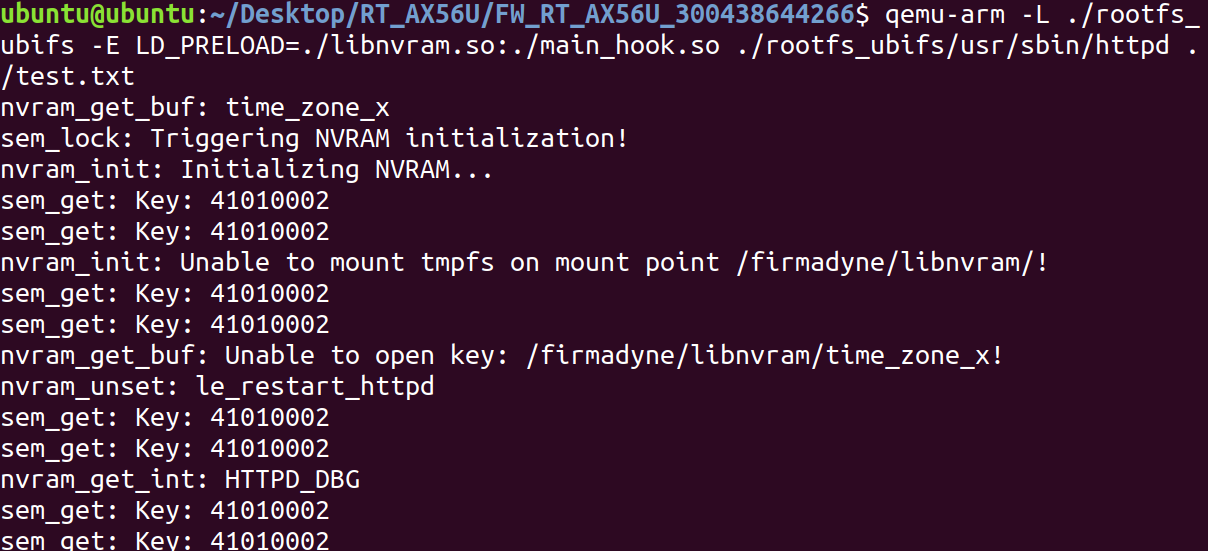 ubuntu@ubuntu:~/Desktop/RT_AX56U/FW_RT_AX56U_300438644266$ qemu-arm -L ./rootfs_
ubifs -E LD_PRELOAD=./libnvram.so:./main_hook.so ./rootfs_ubifs/usr/sbin/httpd .
/test.txt
nvram_get_buf: time_zone_x
sem_lock: Triggering NVRAM initialization!
nvram_init: Initializing NVRAM...
sem_get: Key: 41010002
sem_get: Key: 41010002
nvram_init: Unable to mount tmpfs on mount point /firmadyne/libnvram/!
sem_get: Key: 41010002
sem_get: Key: 41010002
nvram_get_buf: Unable to open key: /firmadyne/libnvram/time_zone_x!
nvram_unset: le_restart_httpd
sem_get: Key: 41010002
sem_get: Key: 41010002
nvram_get_int: HTTPD_DBG
sem_get: Key: 41010002
sem_get: Key: 41010002